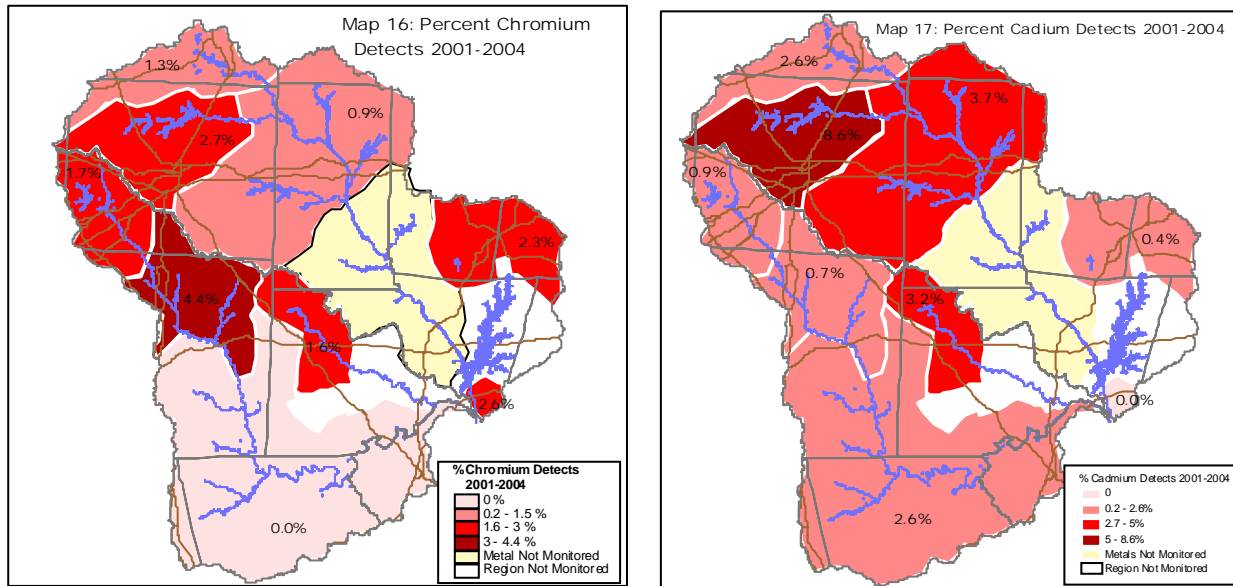 Map 16: Percent Chromium
Detects 2001-2004
1.3%
0.9%
2.7%
1.7%
2.3%
4.4%
1.6%
2.6%
0.0%
% Chromium Detects
2001-2004
0 %
0.2 - 1.5 %
1.6 - 3 %
3- 4.4 %
Metal Not Monitored
Region Not Monitored
Map 17: Percent Cadium Detects 2001-2004
2.6%
3.7%
8.6%
0.9%
0.4%
0.7%
3.2%
0.0%
2.6%
% Cadmium Detects 2001-2004
0
0.2 - 2.6%
2.7 - 5%
5 - 8.6%
Metals Not Monitored
Region Not Monitored